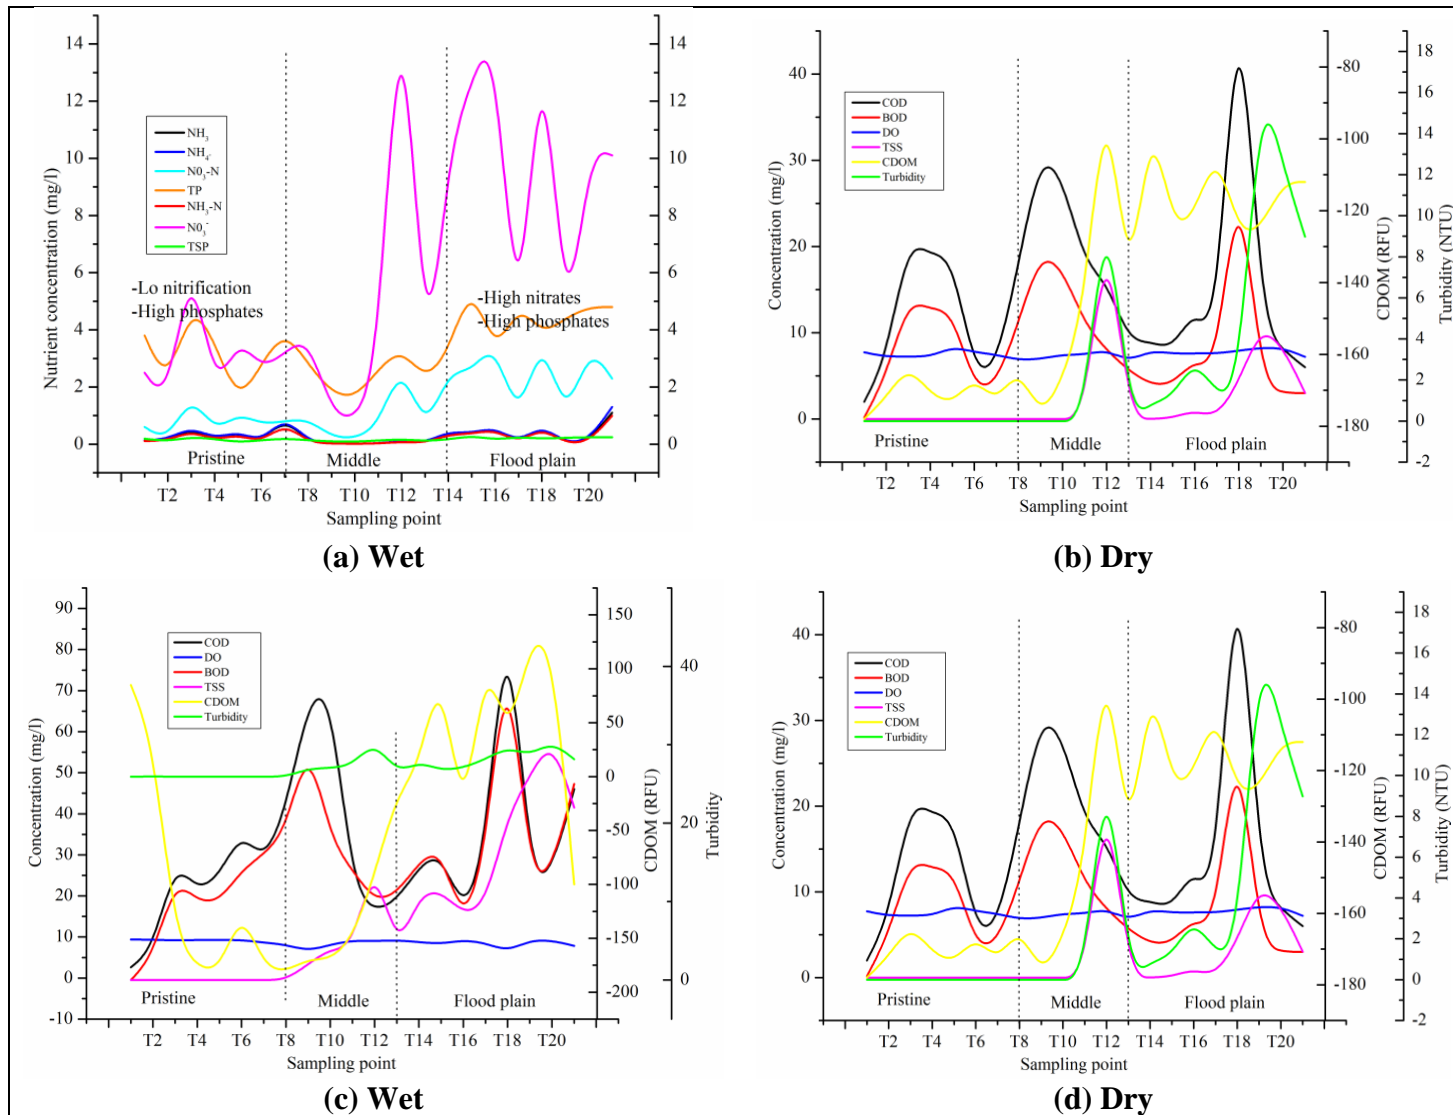 14
12
10
8
6
4
2
0
Nutrient concentration (mg/l)
NH3
NH4-
N03-N
TP
NH3-N
N03-
TSP
-Lo nitrification
-High phosphates
-High nitrates
-High phosphates
Pristine
Middle
Flood plain
14
12
10
8
6
4
2
0
T2 T4 T6 T8 T10 T12 T14 T16 T18 T20
Sampling point
(a) Wet
40
30
20
10
0
Concentration (mg/l)
COD
BOD
DO
TSS
CDOM
Turbidity
Pristine
Middle
Flood plain
-80
-100
-120
-140
-160
-180
CDOM (RFU)
18
16
14
12
10
8
6
4
2
0
-2
Turbidity (NTU)
T2 T4 T6 T8 T10 T12 T14 T16 T18 T20
Sampling point
(b) Dry
90
80
70
60
50
40
30
20
10
0
-10
Concentration (mg/l)
COD
DO
BOD
TSS
CDOM
Turbidity
Pristine
Middle
Flood plain
150
100
50
0
-50
-100
-150
-200
CDOM (RFU)
40
20
0
Turbidity
T2 T4 T6 T8 T10 T12 T14 T16 T18 T20
Sampling point
(c) Wet
40
30
20
10
0
Concentration (mg/l)
COD
BOD
DO
TSS
CDOM
Turbidity
Pristine
Middle
Flood plain
-80
-100
-120
-140
-160
-180
CDOM (RFU)
18
16
14
12
10
8
6
4
2
0
-2
Turbidity (NTU)
T2 T4 T6 T8 T10 T12 T14 T16 T18 T20
Sampling point
(d) Dry